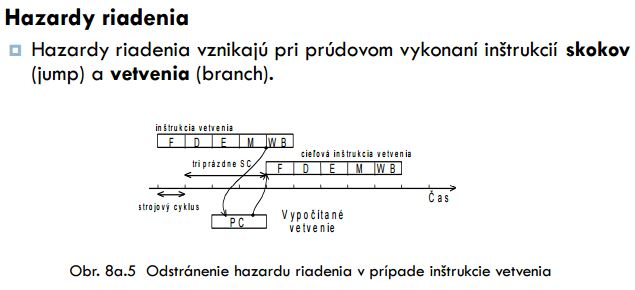 Hazardy riadenia
Hazardy riadenia vznikajú pri prúdovom vykonaní inštrukcií skokov
(jump) a vetvenia (branch).
inštrukcia vetvenia
F D E M WB
cieľová inštrukcia vetvenia
tri prázdne SC
F D E M WB
Čas
strojový cyklus
PC
Vypočítané
vetvenie
Obr. 8a.5 Odstránenie hazardu riadenia v prípade inštrukcie vetvenia